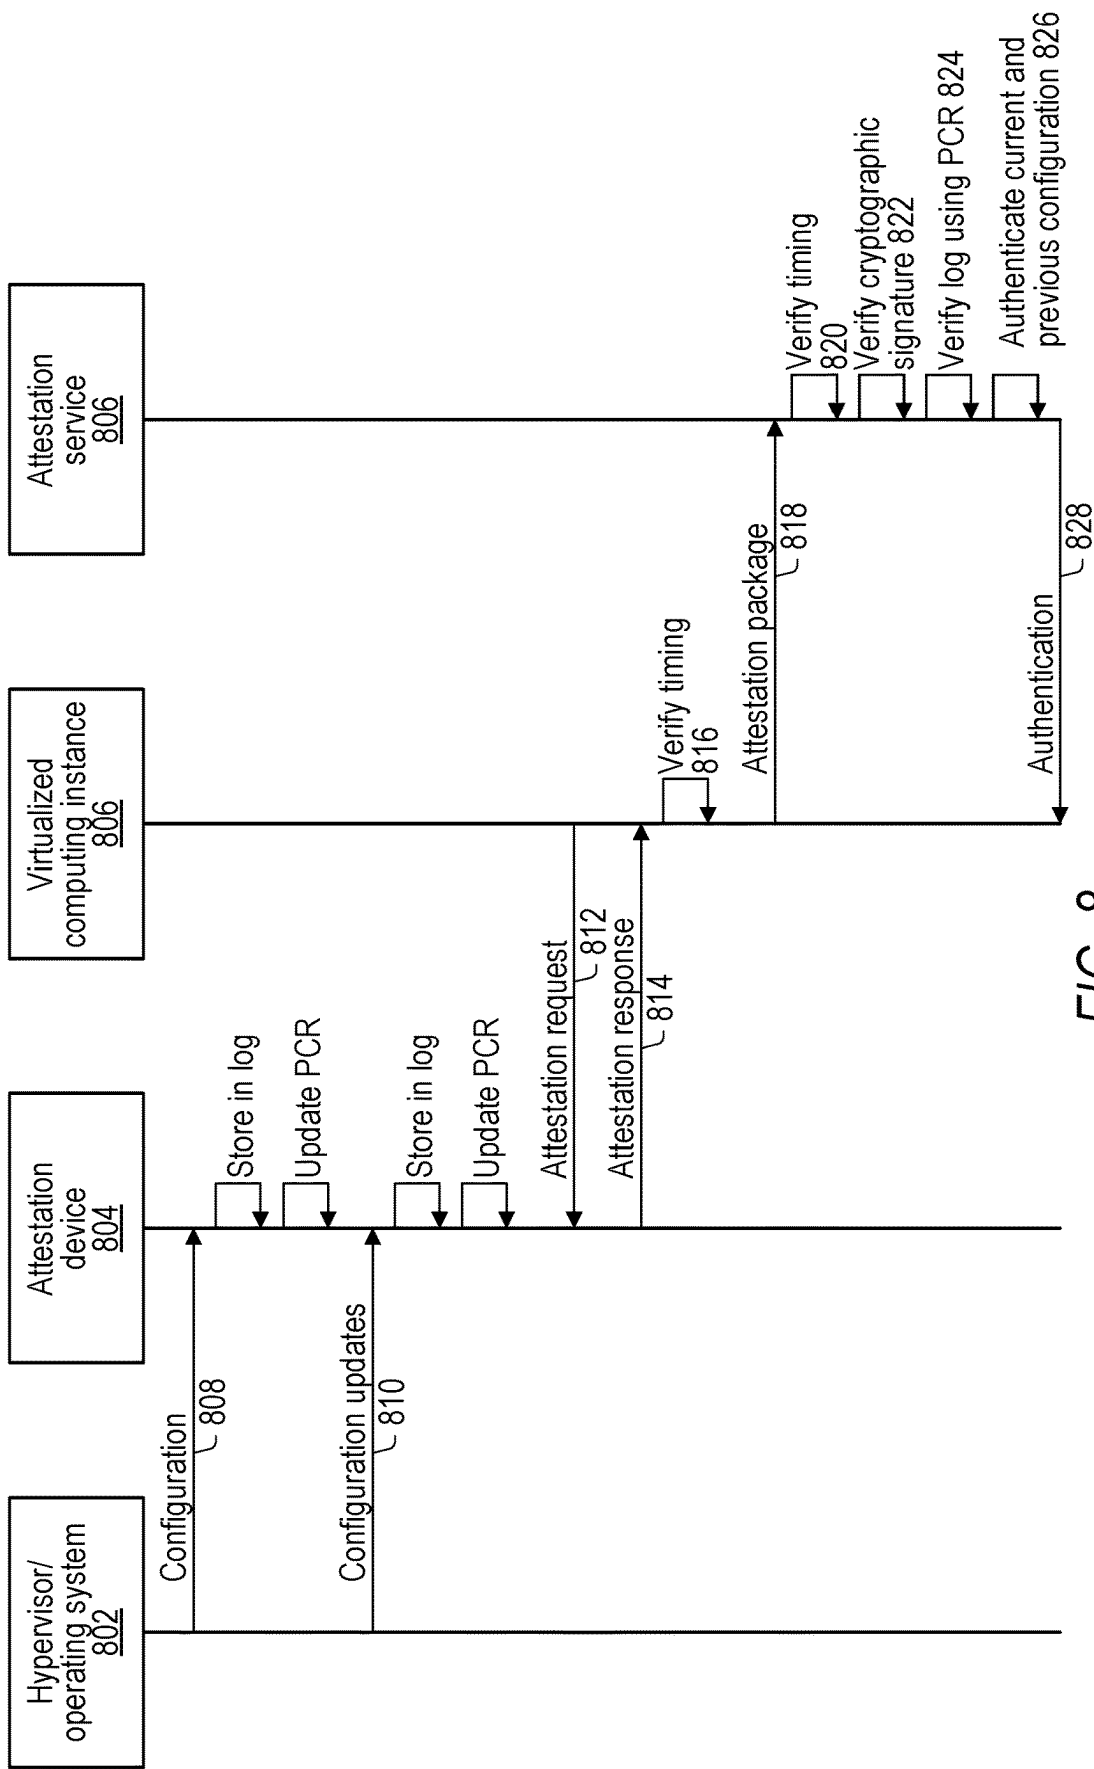 Hypervisor/
operating system
802
Attestation
device
804
Virtualized
computing instance
806
Attestation
service
806
Configuration
808
Store in log
Update PCR
Configuration updates
810
Store in log
Update PCR
Attestation request
812
Attestation response
814
Verify timing
816
Attestation package
818
Verify timing
820
Verify cryptographic
signature 822
Verify log using PCR 824
Authenticate current and
previous configuration 826
Authentication
828
FIG. 8